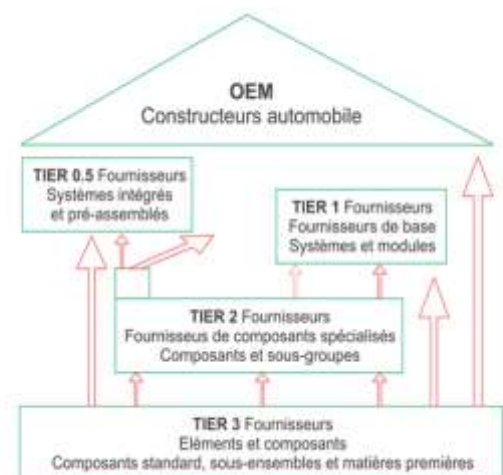 OEM
Constructeurs automobile
TIER 0.5 Fournisseurs
Systèmes intégrés
et pré-assemblés
TIER 1 Fournisseurs
Fournisseurs de base
Systèmes et modules
TIER 2 Fournisseurs
Fournisseus de composants spécialisés
Composants et sous-groupes
TIER 3 Fournisseurs
Eléments et composants
Composants standard, sous-ensembles et matières premières